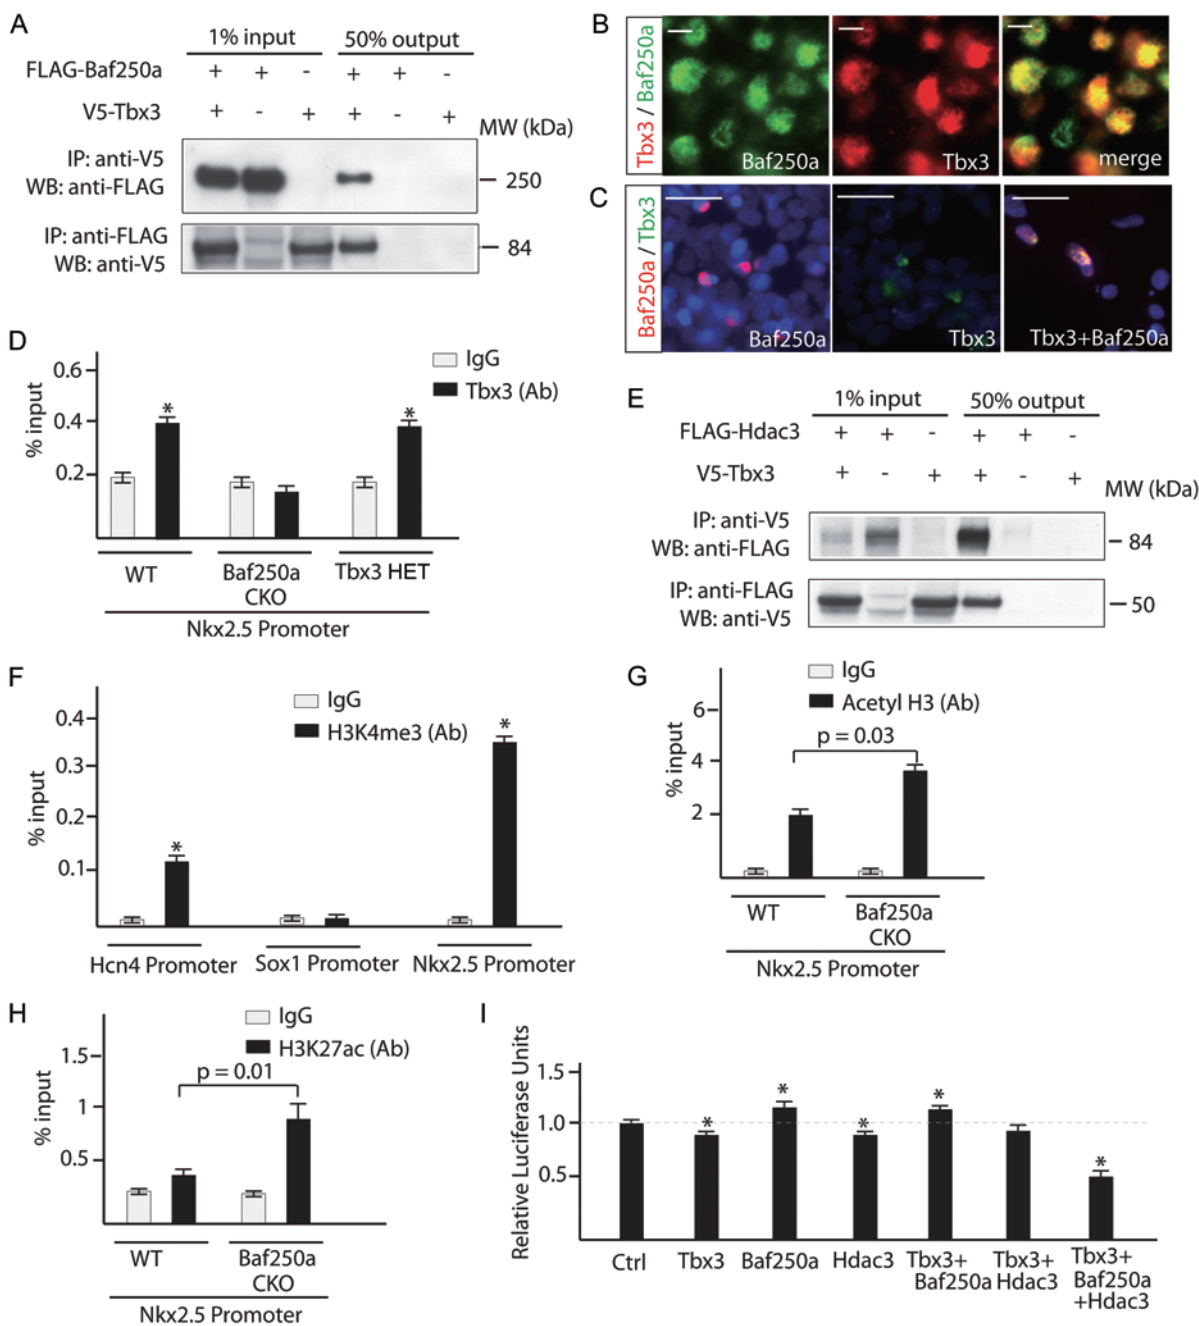 A
1% input
50% output
FLAG-Baf250a
+ + - + + -
V5-Tbx3
+ - + + - +
MW (kDa)
IP: anti-V5
WB: anti-FLAG
250
IP: anti-FLAG
WB: anti-V5
84
B
Tbx3 / Baf250a
Baf250a
Tbx3
merge
C
Baf250a / Tbx3
Baf250a
Tbx3
Tbx3+Baf250a
D
IgG
Tbx3 (Ab)
% input
0.6
0.4
0.2
*
*
WT
Baf250a
CKO
Tbx3 HET
Nkx2.5 Promoter
E
1% input
50% output
FLAG-Hdac3
+ + - + + -
V5-Tbx3
+ - + + - +
MW (kDa)
IP: anti-V5
WB: anti-FLAG
84
IP: anti-FLAG
WB: anti-V5
50
F
IgG
H3K4me3 (Ab)
% input
0.4
0.3
0.2
0.1
*
*
Hcn4 Promoter
Sox1 Promoter
Nkx2.5 Promoter
G
IgG
Acetyl H3 (Ab)
p = 0.03
% input
6
4
2
WT
Baf250a
CKO
Nkx2.5 Promoter
H
IgG
H3K27ac (Ab)
p = 0.01
% input
1.5
1
0.5
WT
Baf250a
CKO
Nkx2.5 Promoter
I
Relative Luciferase Units
1.5
1.0
0.5
*
*
*
*
*
Ctrl
Tbx3
Baf250a
Hdac3
Tbx3+
Baf250a
Tbx3+
Hdac3
Tbx3+
Baf250a
+Hdac3